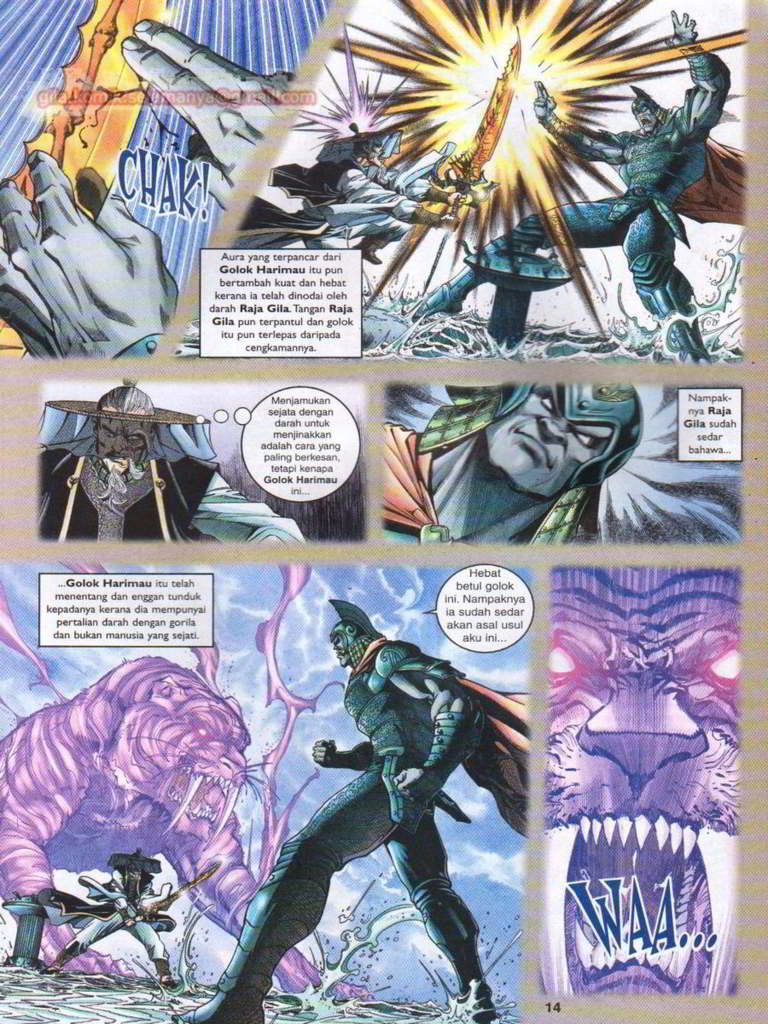 CHAK!
Aura yang terpancar dari
Golok Harimau itu pun
bertambah kuat dan hebat
kerana ia telah dinodai oleh
darah Raja Gila. Tangan Raja
Gila pun terpantul dan golok
itu pun terlepas daripada
cengkamannya.
Menjamukan
sejata dengan
darah untuk
menjinakkan
adalah cara yang
paling berkesan,
tetapi kenapa
Golok Harimau
ini...
Nampak-
nya Raja
Gila sudah
sedar
bahawa...
...Golok Harimau itu telah
menentang dan enggan tunduk
kepadanya kerana dia mempunyai
pertalian darah dengan gorila
dan bukan manusia yang sejati.
Hebat
betul golok
ini. Nampaknya
ia sudah sedar
akan asal usul
aku ini...
WAA...
14